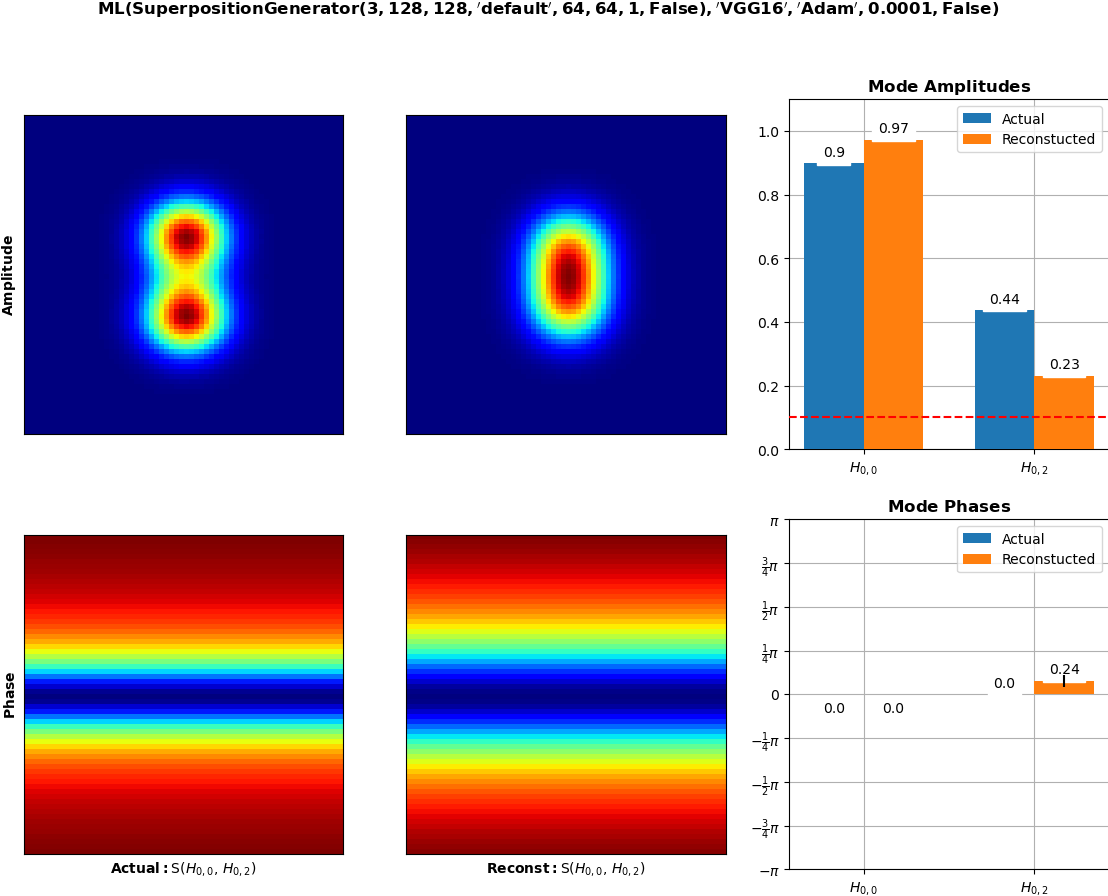 ML(SuperpositionGenerator(3, 128, 128, ′default′, 64, 64, 1, False), ′VGG16′, ′Adam′, 0.0001, False)
Amplitude
Mode Amplitudes
Actual
Reconstucted
0.9
0.97
0.44
0.23
1.0
0.8
0.6
0.4
0.2
0.0
H0,0
H0,2
Phase
Actual: S(H0,0, H0,2)
Reconst: S(H0,0, H0,2)
Mode Phases
Actual
Reconstucted
π
3/4π
1/2π
1/4π
0
−1/4π
−1/2π
−3/4π
−π
0.0
0.0
0.0
0.24
H0,0
H0,2